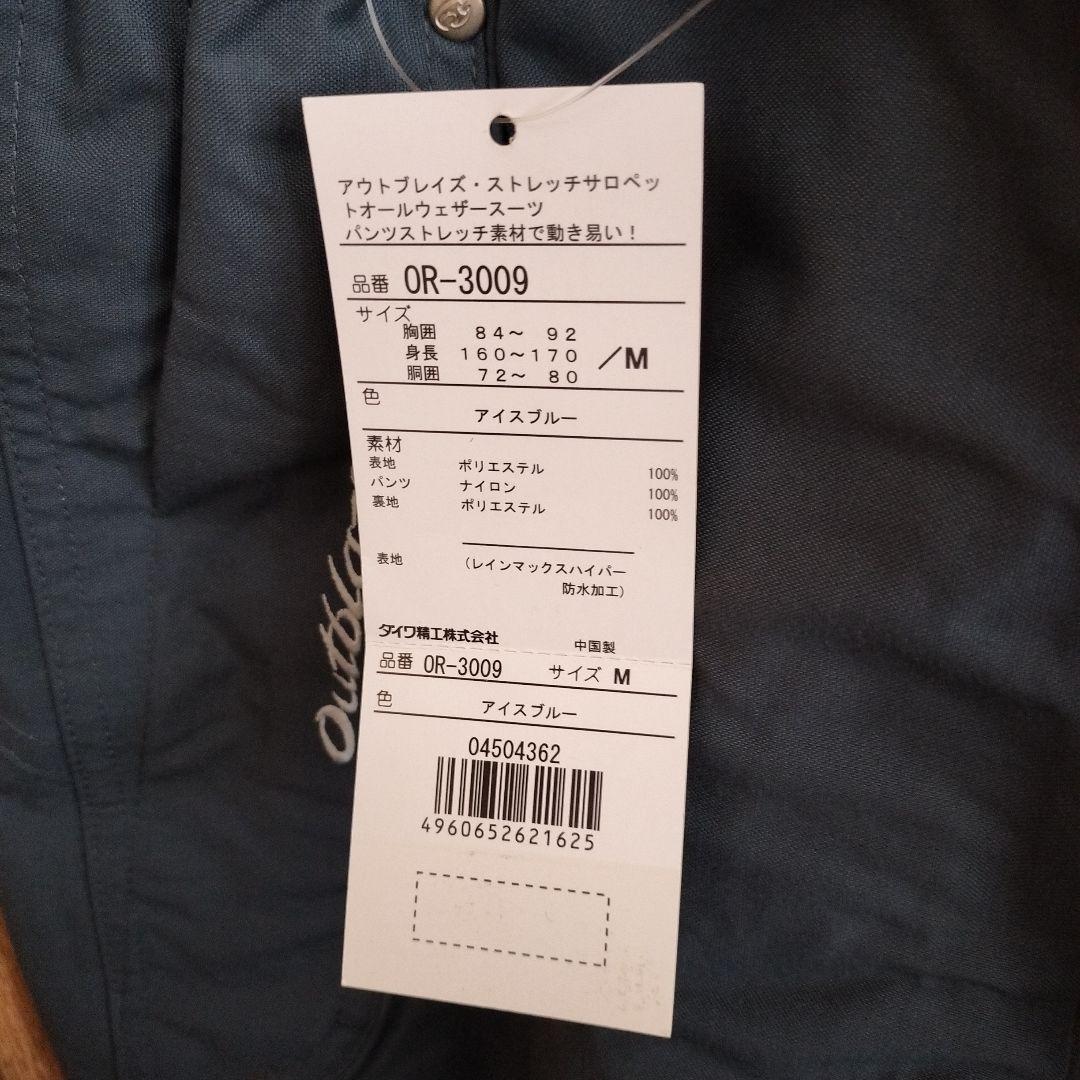 アウトブレイズ・ストレッチサロペッ
トオールウェザースーツ
パンツストレッチ素材で動き易い！
品番 OR-3009
サイズ
胸囲 84～ 92
身長 160～170 ／M
胴囲 72～ 80
色
アイスブルー
素材
表地 ポリエステル 100%
パンツ ナイロン 100%
裏地 ポリエステル 100%
表地 （レインマックスハイパー
防水加工）
ダイワ精工株式会社 中国製
品番 OR-3009 サイズ M
色 アイスブルー
04504362
4960652621625